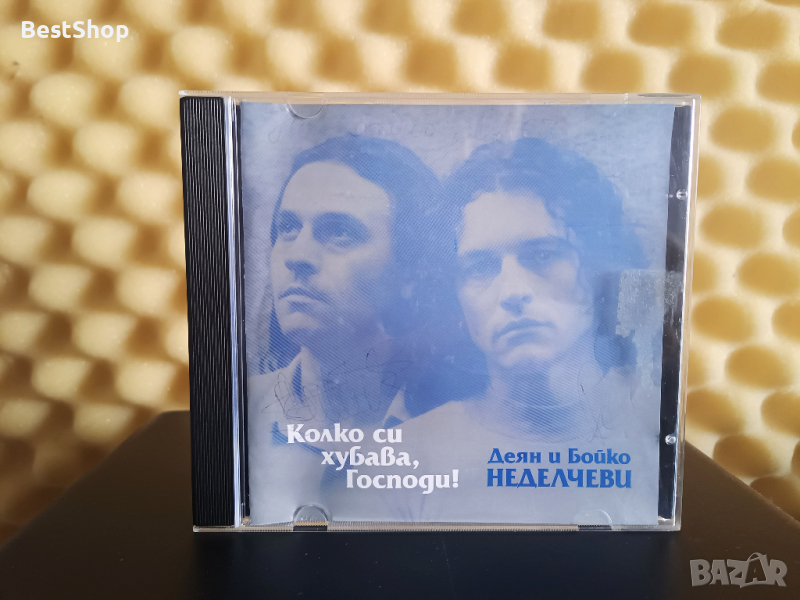 BestShop
Колко си
хубава,
Господи!
Деян и Бойко
НЕДЕЛЧЕВИ
BAZAR